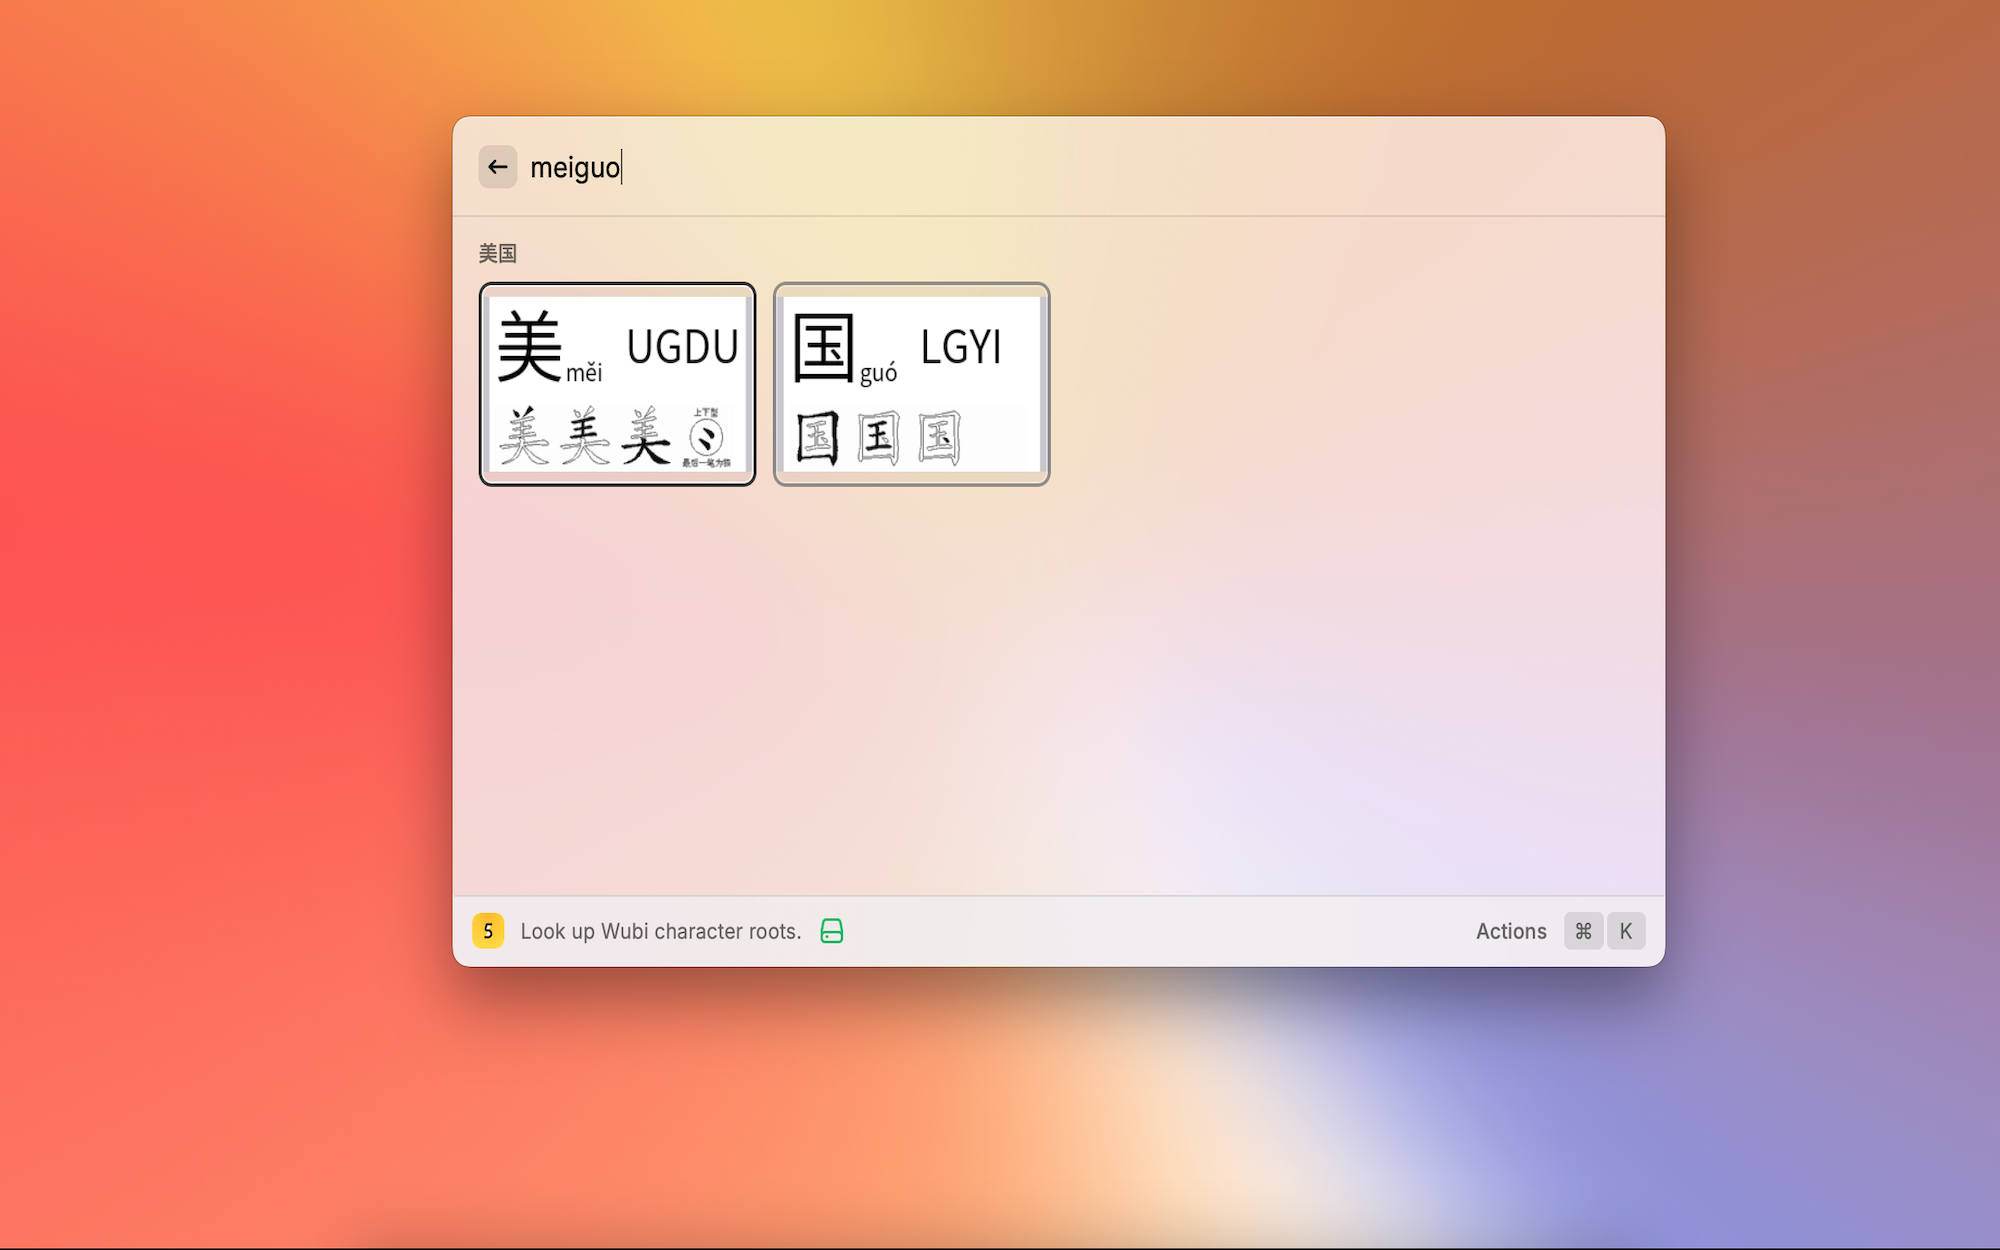 meiguo
美国
美 měi UGDU
美 美 美 上下型
最后一笔为捺
国 guó LGYI
国 国 国
5 Look up Wubi character roots.
Actions ⌘ K